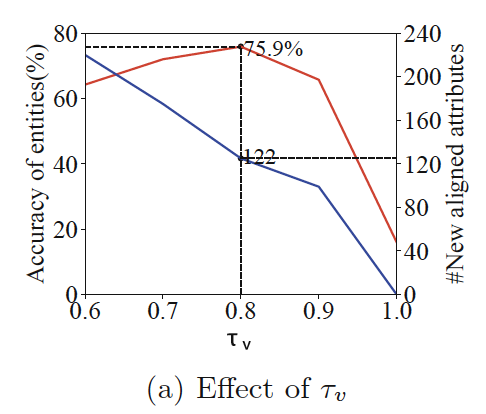 80
60
40
20
0
Accuracy of entities(%)
240
200
160
120
80
40
0
#New aligned attributes
75.9%
122
0.6 0.7 0.8 0.9 1.0
τv
(a) Effect of τv